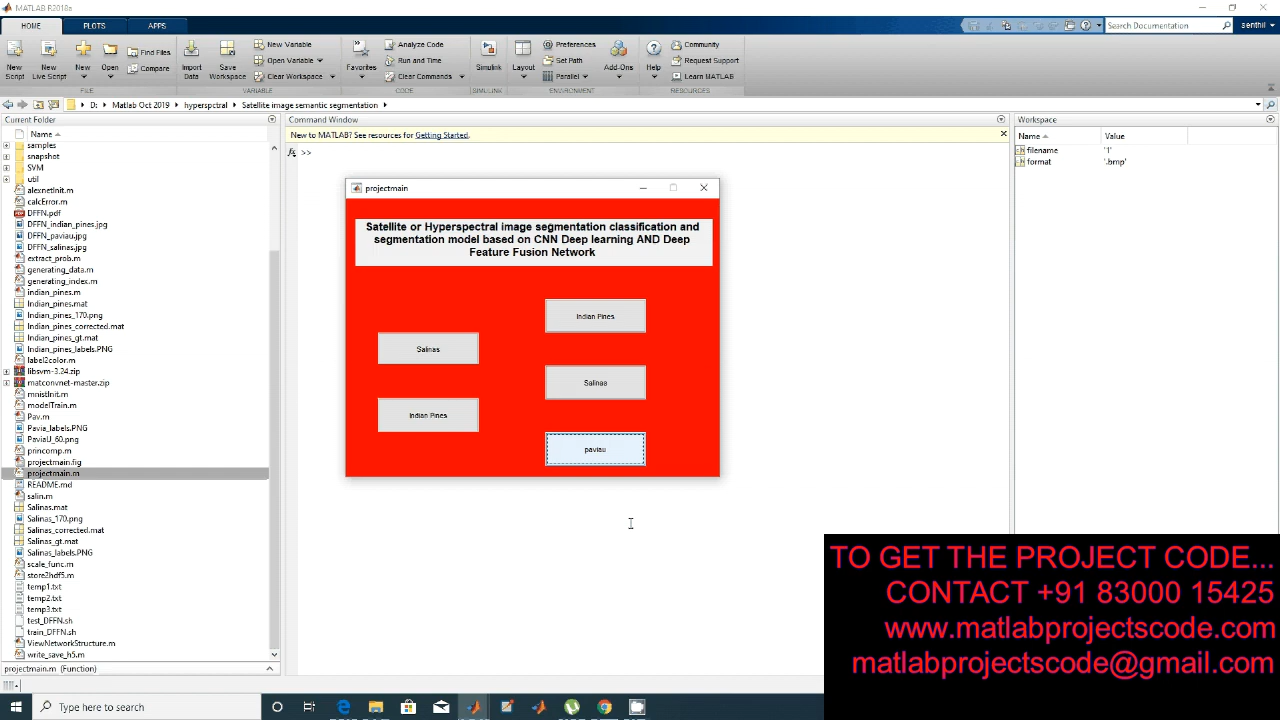 MATLAB R2018a
HOME
PLOTS
APPS
Search Documentation
senthil
New Script
New Live Script
New
Open
Find Files
Compare
Import Data
Save Workspace
New Variable
Open Variable
Clear Workspace
Favorites
Analyze Code
Run and Time
Clear Commands
Simulink
Layout
Preferences
Set Path
Parallel
Add-Ons
Help
Community
Request Support
Learn MATLAB
FILE
VARIABLE
CODE
SIMULINK
ENVIRONMENT
RESOURCES
D: Matlab Oct 2019 hyperspctral Satellite image semantic segmentation
Current Folder
Name
samples
snapshot
SVM
util
alexnetInit.m
calcError.m
DFFN.pdf
DFFN_indian_pines.jpg
DFFN_paviau.jpg
DFFN_salinas.jpg
extract_prob.m
generating_data.m
generating_index.m
indian_pines.m
Indian_pines.mat
Indian_pines_170.png
Indian_pines_corrected.mat
Indian_pines_gt.mat
Indian_pines_labels.PNG
label2color.m
libsvm-3.24.zip
matconvnet-master.zip
mnistInit.m
modelTrain.m
Pav.m
Pavia_labels.PNG
PaviaU_60.png
princomp.m
projectmain.fig
projectmain.m
README.md
salin.m
Salinas.mat
Salinas_170.png
Salinas_corrected.mat
Salinas_gt.mat
Salinas_labels.PNG
scale_func.m
store2hdf5.m
temp1.txt
temp2.txt
temp3.txt
test_DFFN.sh
train_DFFN.sh
ViewNetworkStructure.m
write_save_h5.m
projectmain.m (Function)
Command Window
New to MATLAB? See resources for Getting Started.
fx >>
projectmain
Satellite or Hyperspectral image segmentation classification and
segmentation model based on CNN Deep learning AND Deep
Feature Fusion Network
Indian Pines
Salinas
Salinas
Indian Pines
paviau
Workspace
Name
Value
filename
'1'
format
'.bmp'
TO GET THE PROJECT CODE...
CONTACT +91 83000 15425
www.matlabprojectscode.com
matlabprojectscode@gmail.com
Type here to search